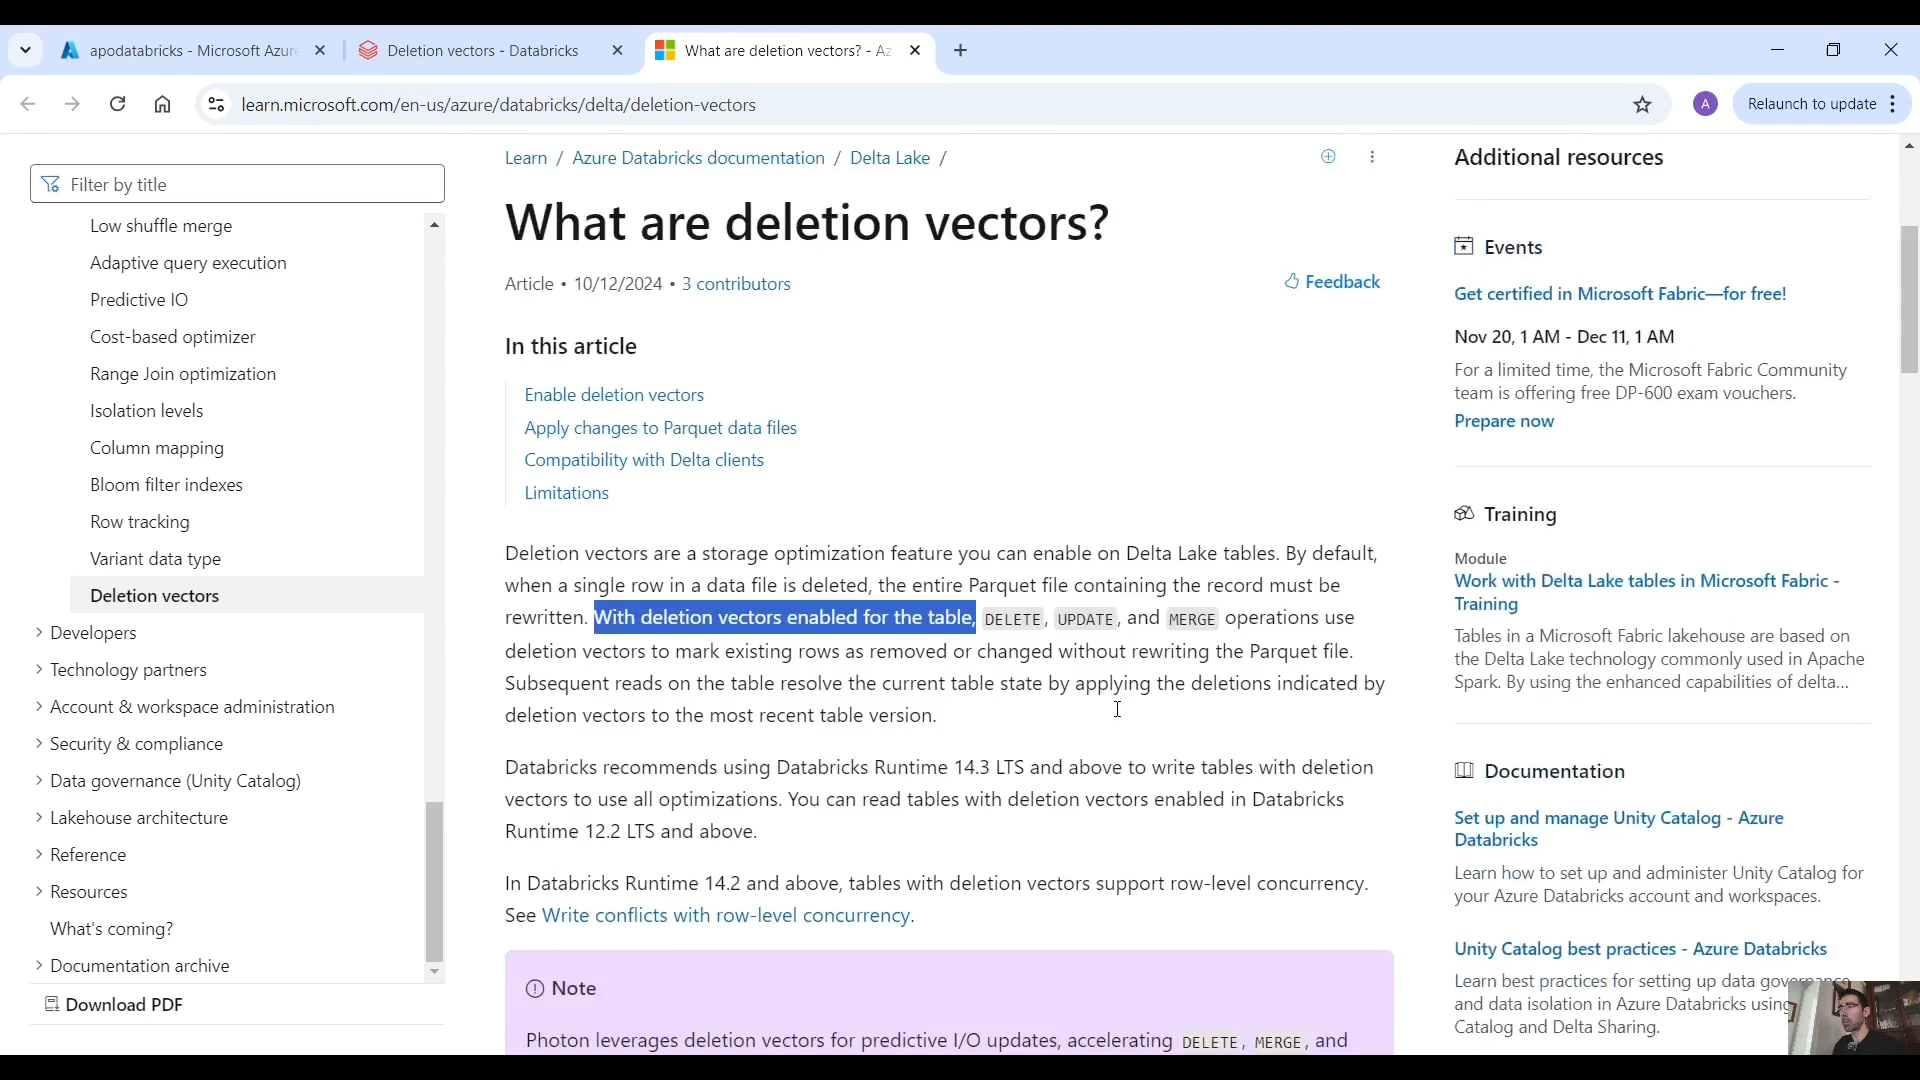 apodatabricks - Microsoft Azure
Deletion vectors - Databricks
What are deletion vectors? - Az
learn.microsoft.com/en-us/azure/databricks/delta/deletion-vectors
A
Relaunch to update
Filter by title
Low shuffle merge
Adaptive query execution
Predictive IO
Cost-based optimizer
Range Join optimization
Isolation levels
Column mapping
Bloom filter indexes
Row tracking
Variant data type
Deletion vectors
Developers
Technology partners
Account & workspace administration
Security & compliance
Data governance (Unity Catalog)
Lakehouse architecture
Reference
Resources
What's coming?
Documentation archive
Download PDF
Learn / Azure Databricks documentation / Delta Lake /
What are deletion vectors?
Article • 10/12/2024 • 3 contributors
Feedback
In this article
Enable deletion vectors
Apply changes to Parquet data files
Compatibility with Delta clients
Limitations
Deletion vectors are a storage optimization feature you can enable on Delta Lake tables. By default,
when a single row in a data file is deleted, the entire Parquet file containing the record must be
rewritten. With deletion vectors enabled for the table, DELETE, UPDATE, and MERGE operations use
deletion vectors to mark existing rows as removed or changed without rewriting the Parquet file.
Subsequent reads on the table resolve the current table state by applying the deletions indicated by
deletion vectors to the most recent table version.
Databricks recommends using Databricks Runtime 14.3 LTS and above to write tables with deletion
vectors to use all optimizations. You can read tables with deletion vectors enabled in Databricks
Runtime 12.2 LTS and above.
In Databricks Runtime 14.2 and above, tables with deletion vectors support row-level concurrency.
See Write conflicts with row-level concurrency.
Note
Photon leverages deletion vectors for predictive I/O updates, accelerating DELETE, MERGE, and
Additional resources
Events
Get certified in Microsoft Fabric—for free!
Nov 20, 1 AM - Dec 11, 1 AM
For a limited time, the Microsoft Fabric Community
team is offering free DP-600 exam vouchers.
Prepare now
Training
Module
Work with Delta Lake tables in Microsoft Fabric -
Training
Tables in a Microsoft Fabric lakehouse are based on
the Delta Lake technology commonly used in Apache
Spark. By using the enhanced capabilities of delta...
Documentation
Set up and manage Unity Catalog - Azure
Databricks
Learn how to set up and administer Unity Catalog for
your Azure Databricks account and workspaces.
Unity Catalog best practices - Azure Databricks
Learn best practices for setting up data governance
and data isolation in Azure Databricks using
Catalog and Delta Sharing.